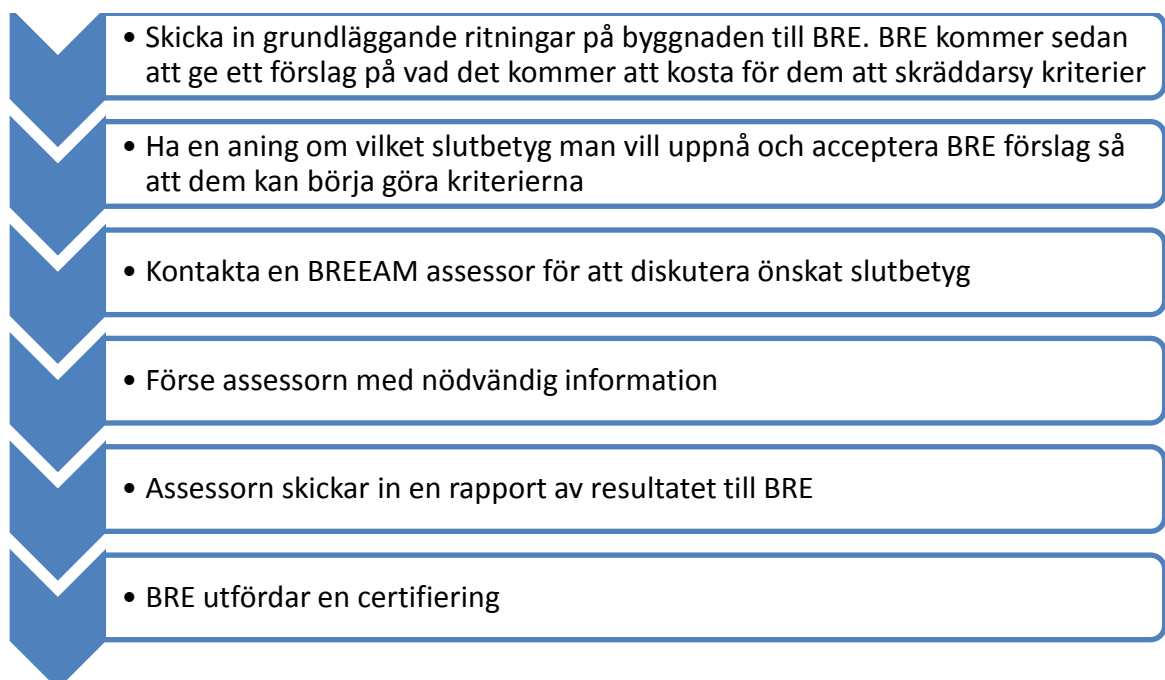 • Skicka in grundläggande ritningar på byggnaden till BRE. BRE kommer sedan
att ge ett förslag på vad det kommer att kosta för dem att skräddarsy kriterier
• Ha en aning om vilket slutbetyg man vill uppnå och acceptera BRE förslag så
att dem kan börja göra kriterierna
• Kontakta en BREEAM assessor för att diskutera önskat slutbetyg
• Förse assessorn med nödvändig information
• Assessorn skickar in en rapport av resultatet till BRE
• BRE utfördar en certifiering